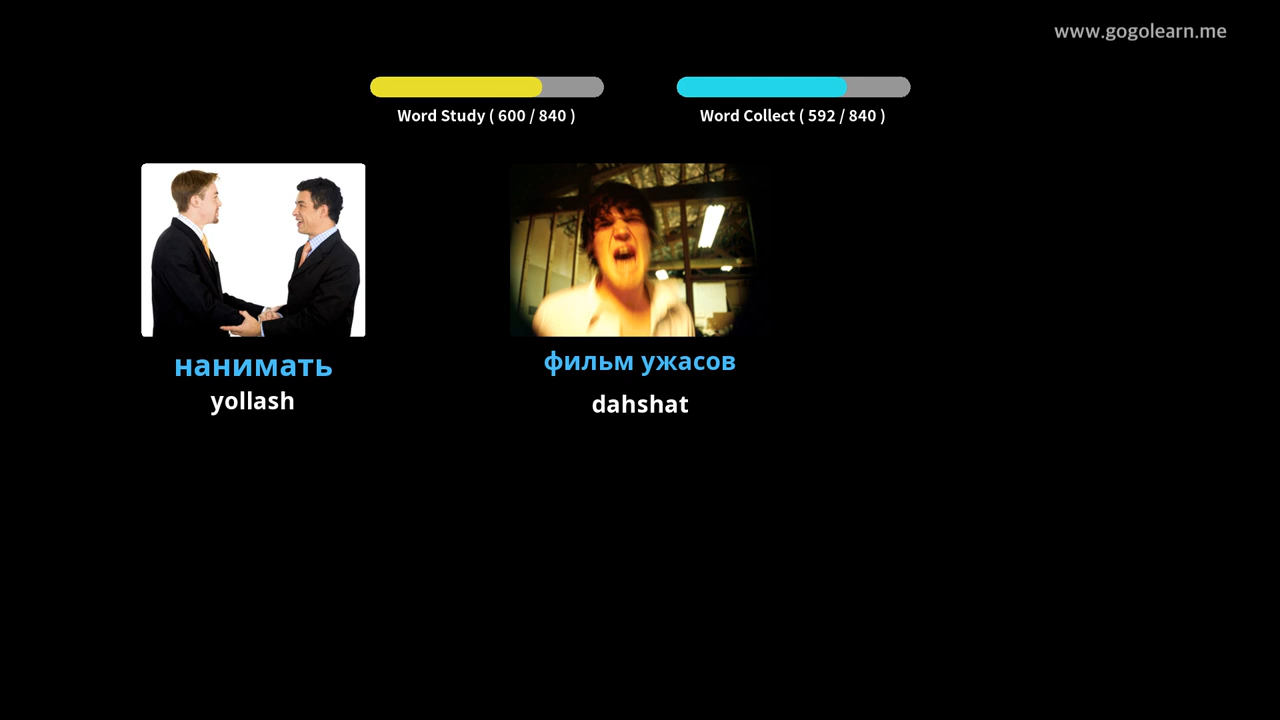 www.gogolearn.me
Word Study ( 600 / 840 )
Word Collect ( 592 / 840 )
нанимать
yollash
фильм ужасов
dahshat